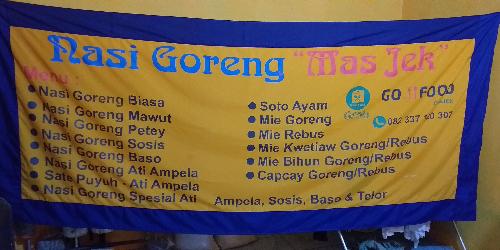 Nasi Goreng "Mas Jek"
Menu :
Nasi Goreng Biasa
Nasi Goreng Mawut
Nasi Goreng Petey
Nasi Goreng Sosis
Nasi Goreng Baso
Nasi Goreng Ati Ampela
Sate Puyuh - Ati Ampela
Nasi Goreng Spesial Ati Ampela, Sosis, Baso & Telor
Soto Ayam
Mie Goreng
Mie Rebus
Mie Kwetiaw Goreng/Rebus
Mie Bihun Goreng/Rebus
Capcay Goreng/Rebus
GO FOOD